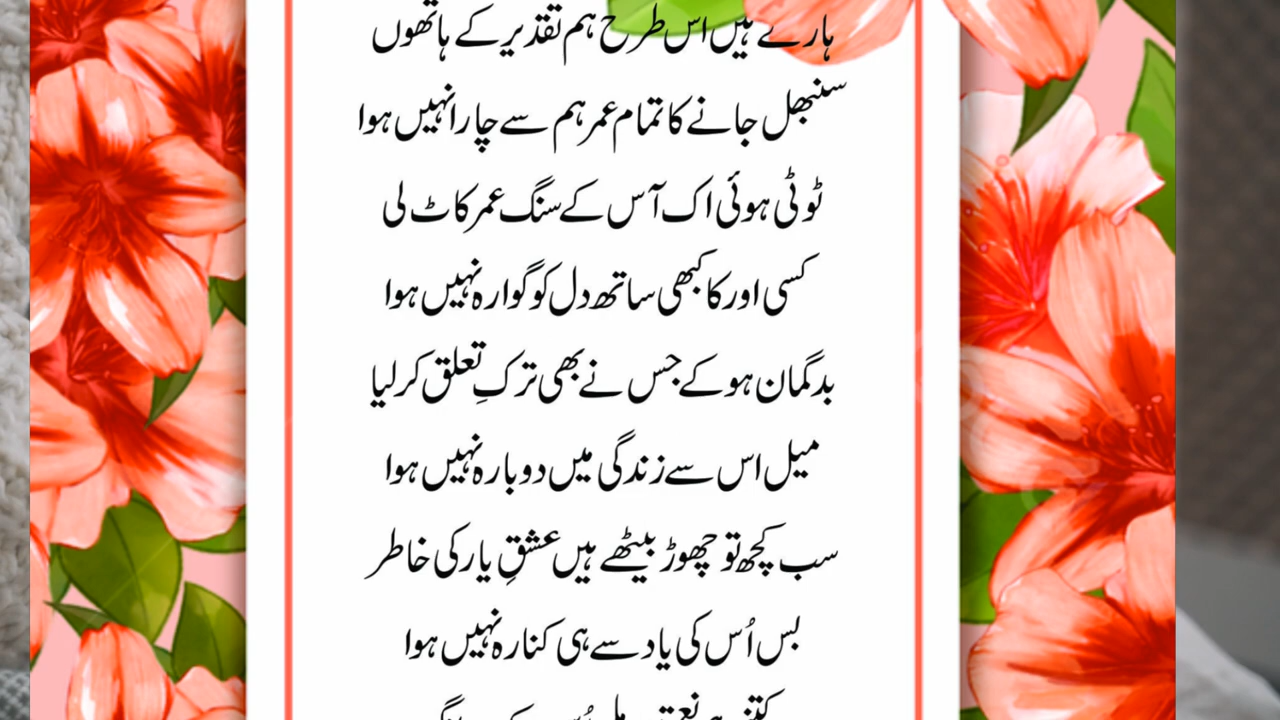 ہارے ہیں اس طرح ہم تقدیر کے ہاتھوں
سنبھل جانے کا تمام عمر ہم سے چارا نہیں ہوا
ٹوٹی ہوئی اک آس کے سنگ عمر کاٹ لی
کسی اور کا کبھی ساتھ دل کو گوارہ نہیں ہوا
بدگمان ہو کے جس نے بھی ترکِ تعلق کر لیا
میل اس سے زندگی میں دوبارہ نہیں ہوا
سب کچھ تو چھوڑ بیٹھے ہیں عشقِ یار کی خاطر
بس اُس کی یاد سے ہی کنارہ نہیں ہوا